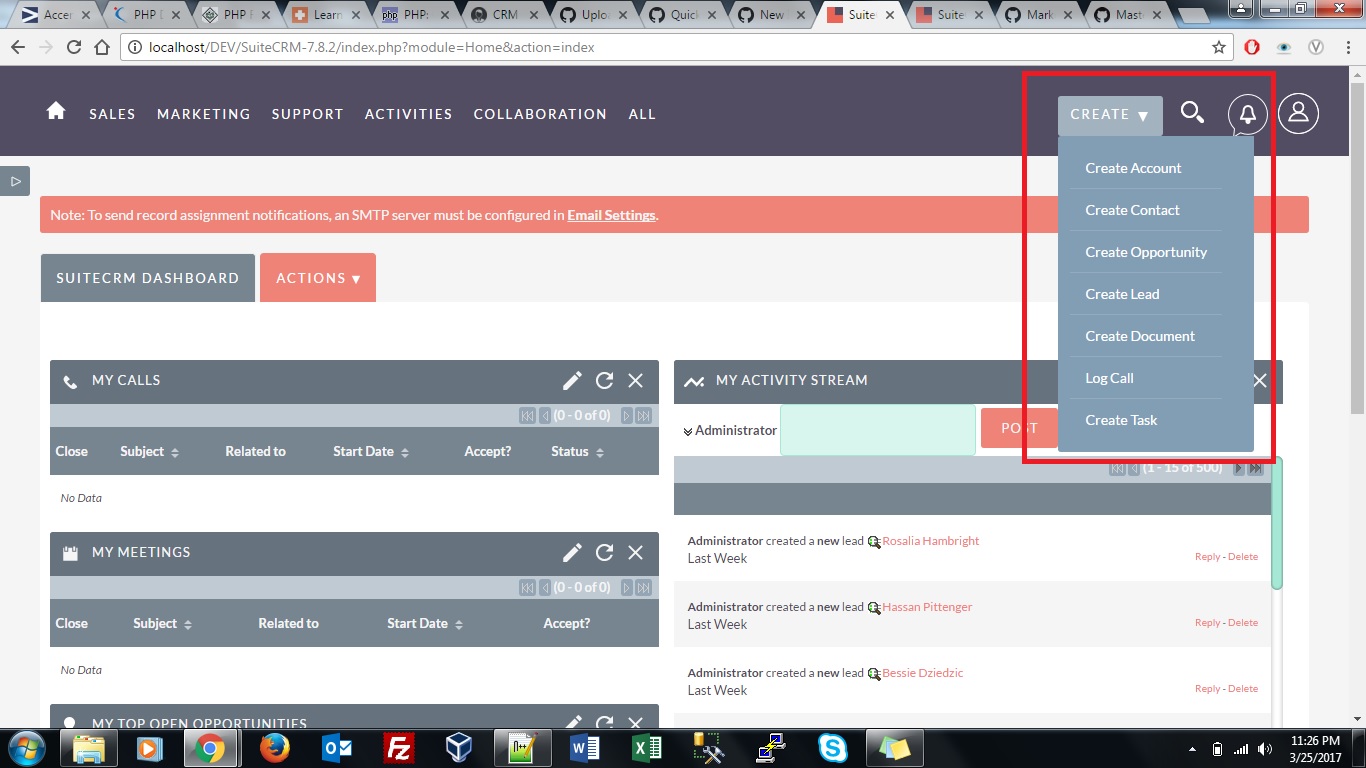 Accer
PHP D
PHP F
Learn
php
PHP:
CRM
Uploa
Quick
New
Suite
Suite
Mark
Maste
localhost/DEV/SuiteCRM-7.8.2/index.php?module=Home&action=index
SALES MARKETING SUPPORT ACTIVITIES COLLABORATION ALL
CREATE ▼
Create Account
Create Contact
Create Opportunity
Create Lead
Create Document
Log Call
Create Task
Note: To send record assignment notifications, an SMTP server must be configured in Email Settings.
SUITECRM DASHBOARD
ACTIONS ▾
MY CALLS
(0 - 0 of 0)
Close Subject Related to Start Date Accept? Status
No Data
MY MEETINGS
(0 - 0 of 0)
Close Subject Related to Start Date Accept?
No Data
MY TOP OPEN OPPORTUNITIES
MY ACTIVITY STREAM
Administrator
POST
(1 - 15 of 500)
Administrator created a new lead Rosalia Hambright
Last Week
Reply - Delete
Administrator created a new lead Hassan Pittenger
Last Week
Reply - Delete
Administrator created a new lead Bessie Dziedzic
Last Week
Reply - Delete
11:26 PM
3/25/2017